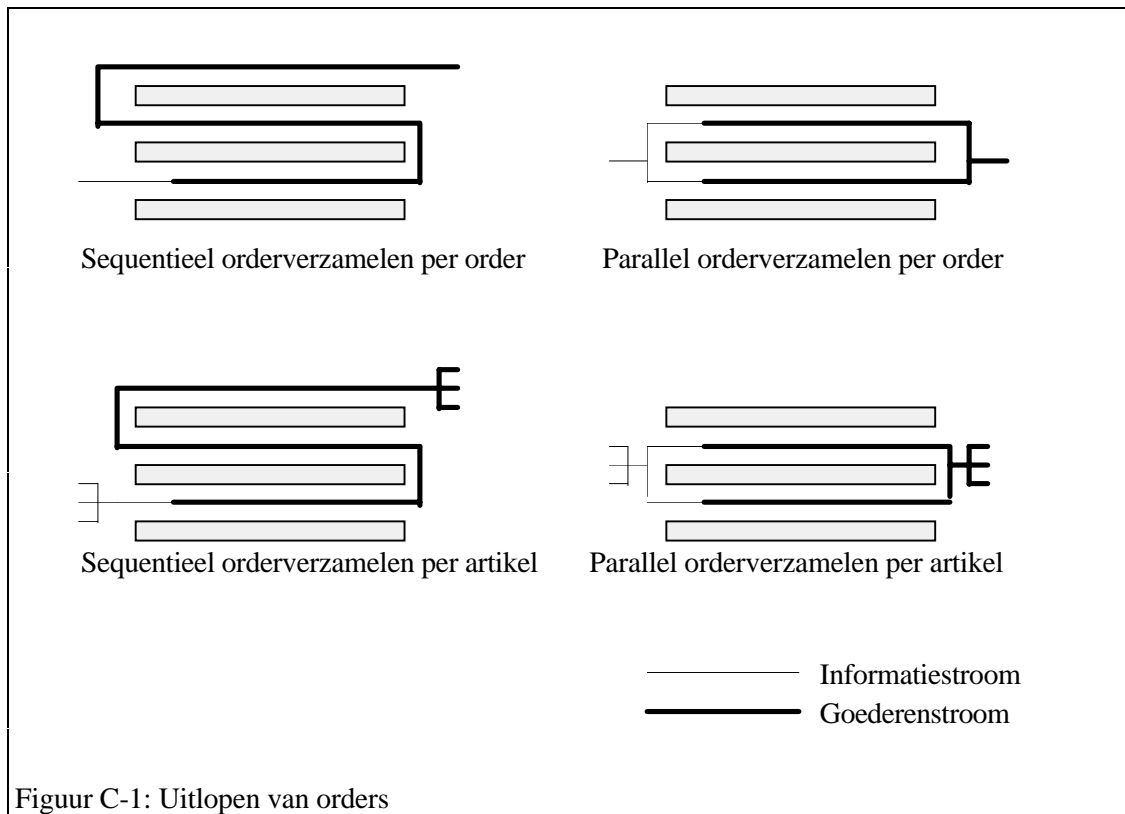 Sequentieel orderverzamelen per order
Parallel orderverzamelen per order
Sequentieel orderverzamelen per artikel
Parallel orderverzamelen per artikel
Informatiestroom
Goederenstroom
Figuur C-1: Uitlopen van orders